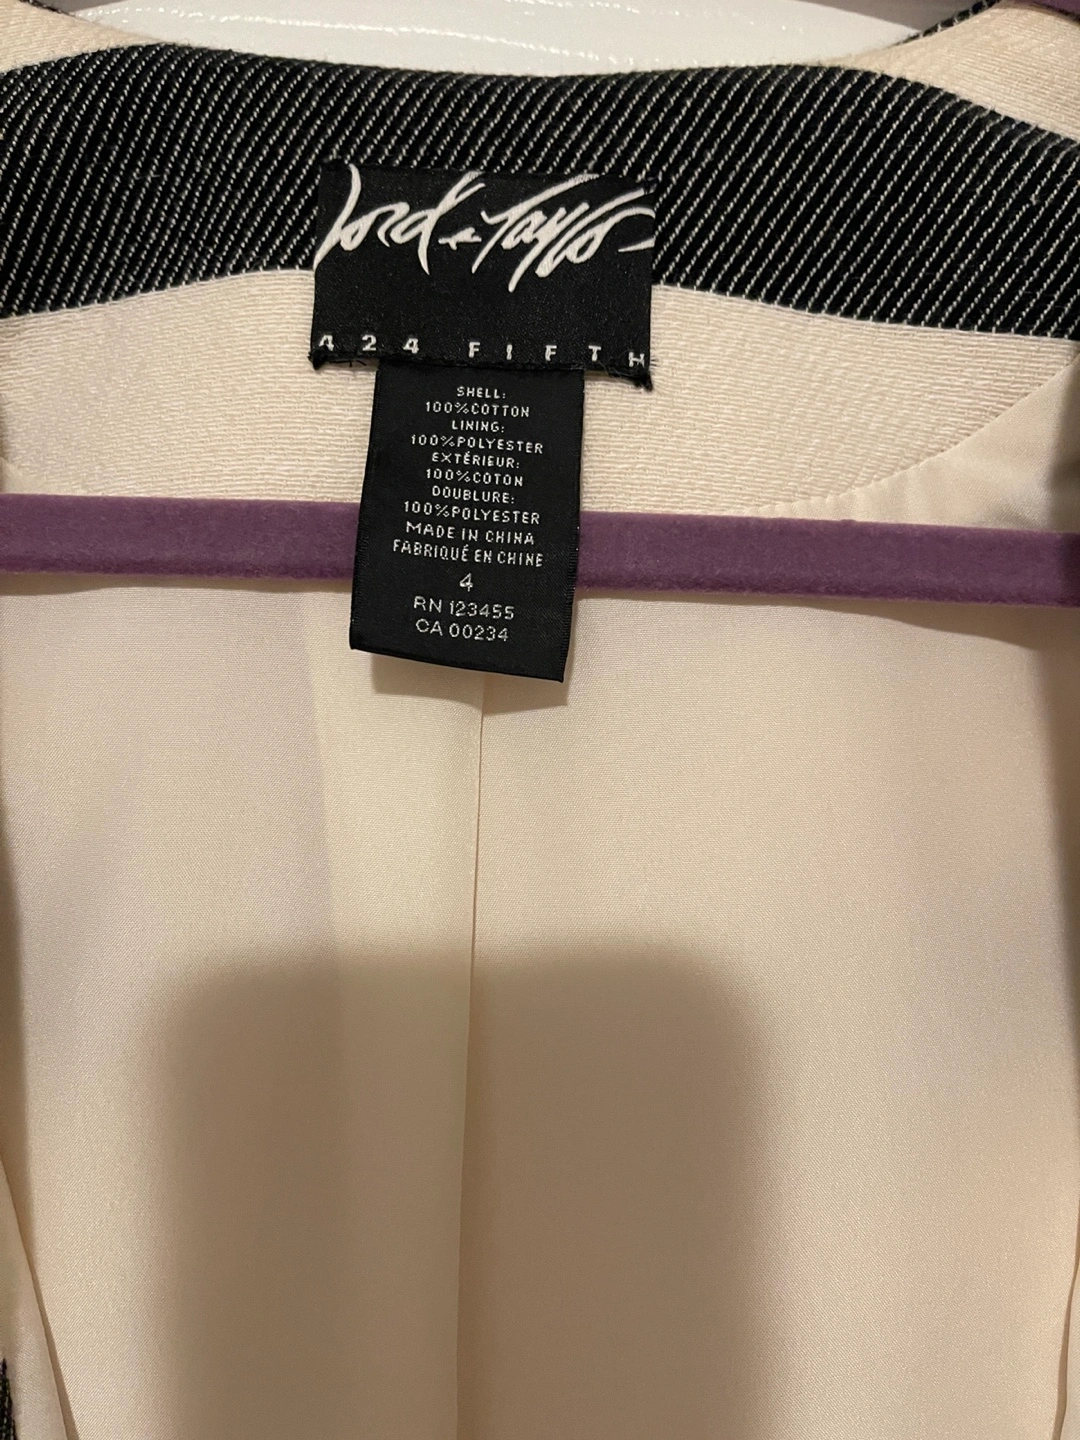 Lord & Taylor
424 FIFTH
SHELL:
100%COTTON
LINING:
100%POLYESTER
EXTÉRIEUR:
100%COTON
DOUBLURE:
100%POLYESTER
MADE IN CHINA
FABRIQUÉ EN CHINE
4
RN 123455
CA 00234